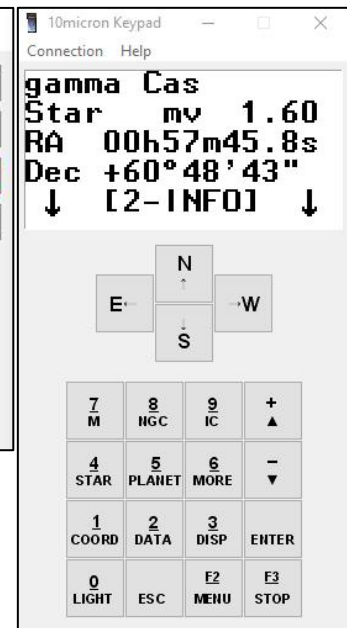 10micron Keypad
Connection Help
gamma Cas
Star mv 1.60
RA 00h57m45.8s
Dec +60°48'43"
↓ [2-INFO] ↓
N
↑
E← →W
↓
S
7 8 9 +
M NGC IC ▲
4 5 6 −
STAR PLANET MORE ▼
1 2 3
COORD DATA DISP ENTER
0 F2 F3
LIGHT ESC MENU STOP